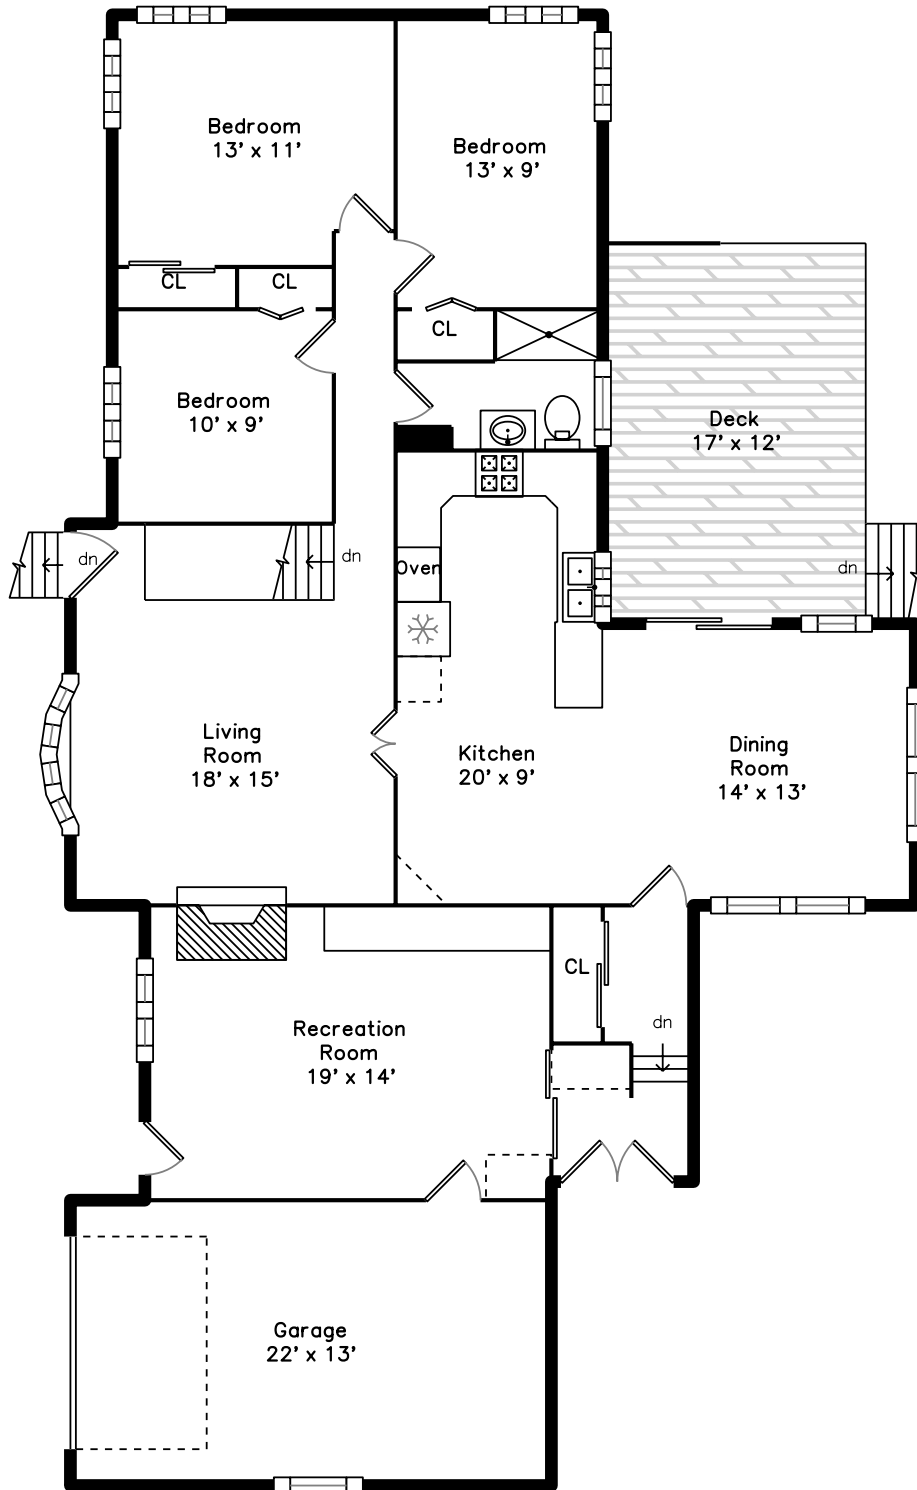 Bedroom
13' x 11'
Bedroom
13' x 9'
CL
CL
CL
Bedroom
10' x 9'
Deck
17' x 12'
dn
dn
Oven
dn
Living
Room
18' x 15'
Kitchen
20' x 9'
Dining
Room
14' x 13'
CL
Recreation
Room
19' x 14'
dn
Garage
22' x 13'